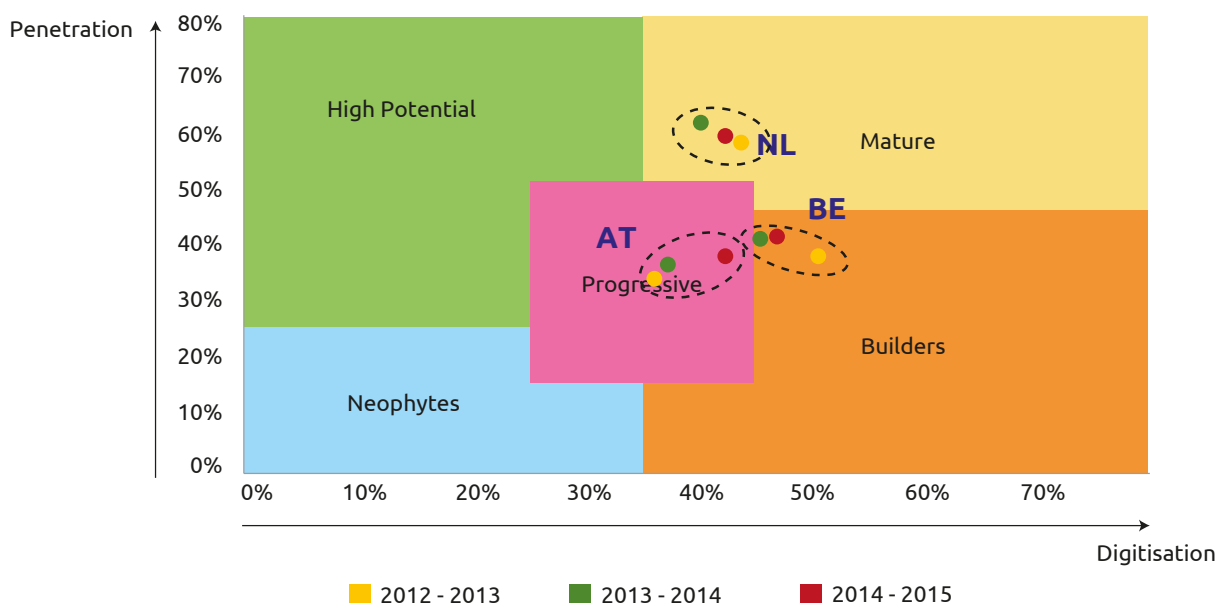 Penetration
80%
70%
60%
50%
40%
30%
20%
10%
0%
High Potential
Mature
NL
BE
AT
Progressive
Builders
Neophytes
0% 10% 20% 30% 40% 50% 60% 70%
Digitisation
2012 - 2013 2013 - 2014 2014 - 2015